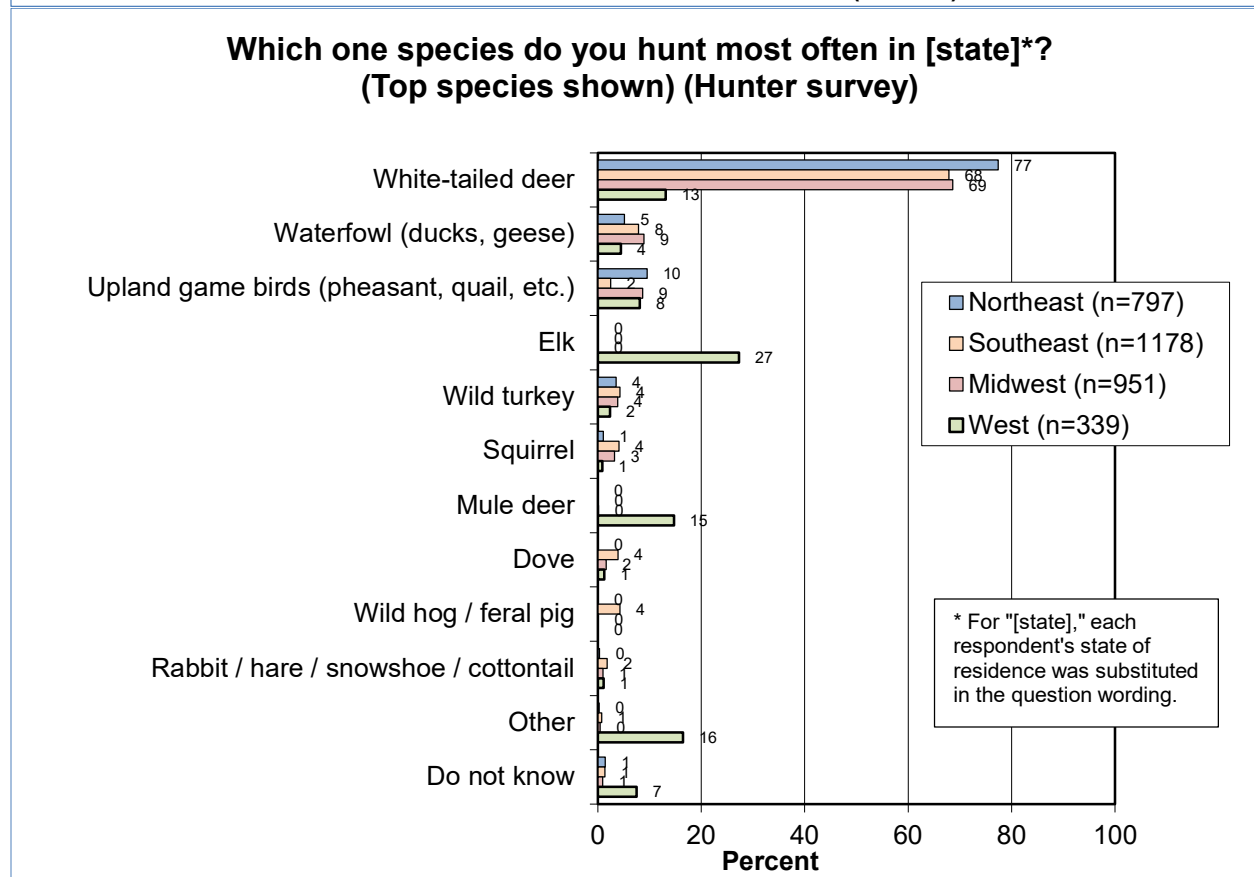 Which one species do you hunt most often in [state]*?
(Top species shown) (Hunter survey)
White-tailed deer
77
68
69
13
Waterfowl (ducks, geese)
5
8
9
4
Upland game birds (pheasant, quail, etc.)
10
2
9
8
Elk
0
0
0
27
Wild turkey
4
4
4
2
Squirrel
1
4
3
1
Mule deer
0
0
0
15
Dove
0
4
2
1
Wild hog / feral pig
0
4
0
0
Rabbit / hare / snowshoe / cottontail
0
2
1
1
Other
0
1
0
16
Do not know
1
1
1
7
0 20 40 60 80 100
Percent
Northeast (n=797)
Southeast (n=1178)
Midwest (n=951)
West (n=339)
* For "[state]," each
respondent's state of
residence was substituted
in the question wording.